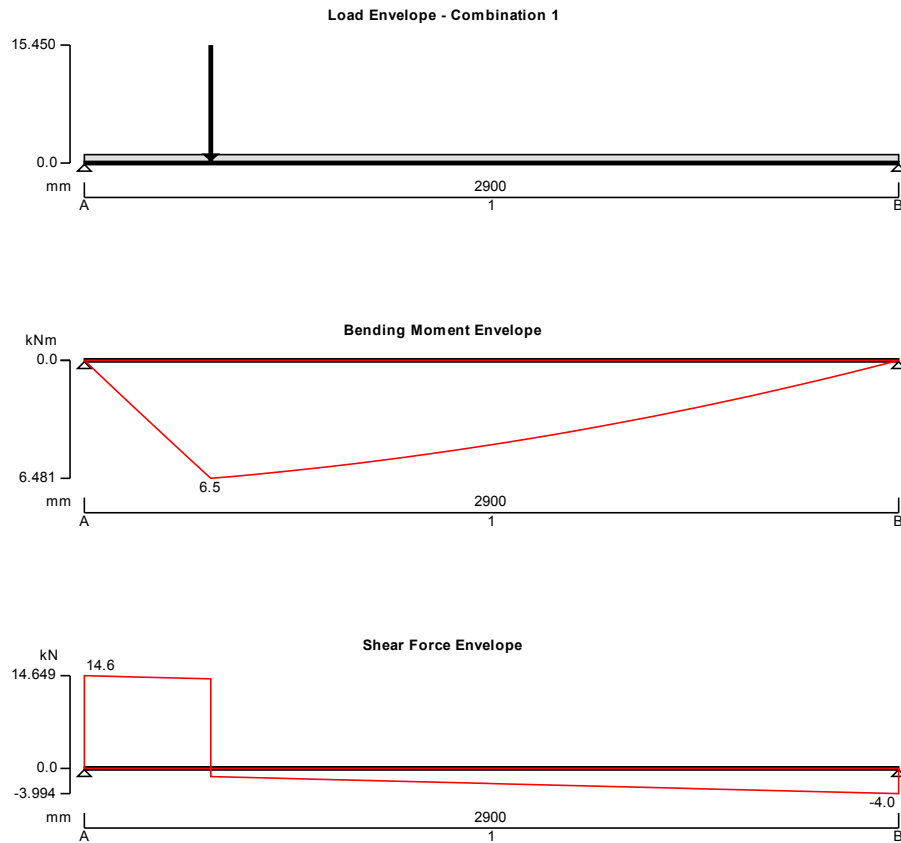 Load Envelope - Combination 1
15.450
0.0
mm
2900
A
1
B
Bending Moment Envelope
kNm
0.0
6.481
6.5
mm
2900
A
1
B
Shear Force Envelope
kN
14.649
14.6
0.0
-3.994
-4.0
mm
2900
A
1
B